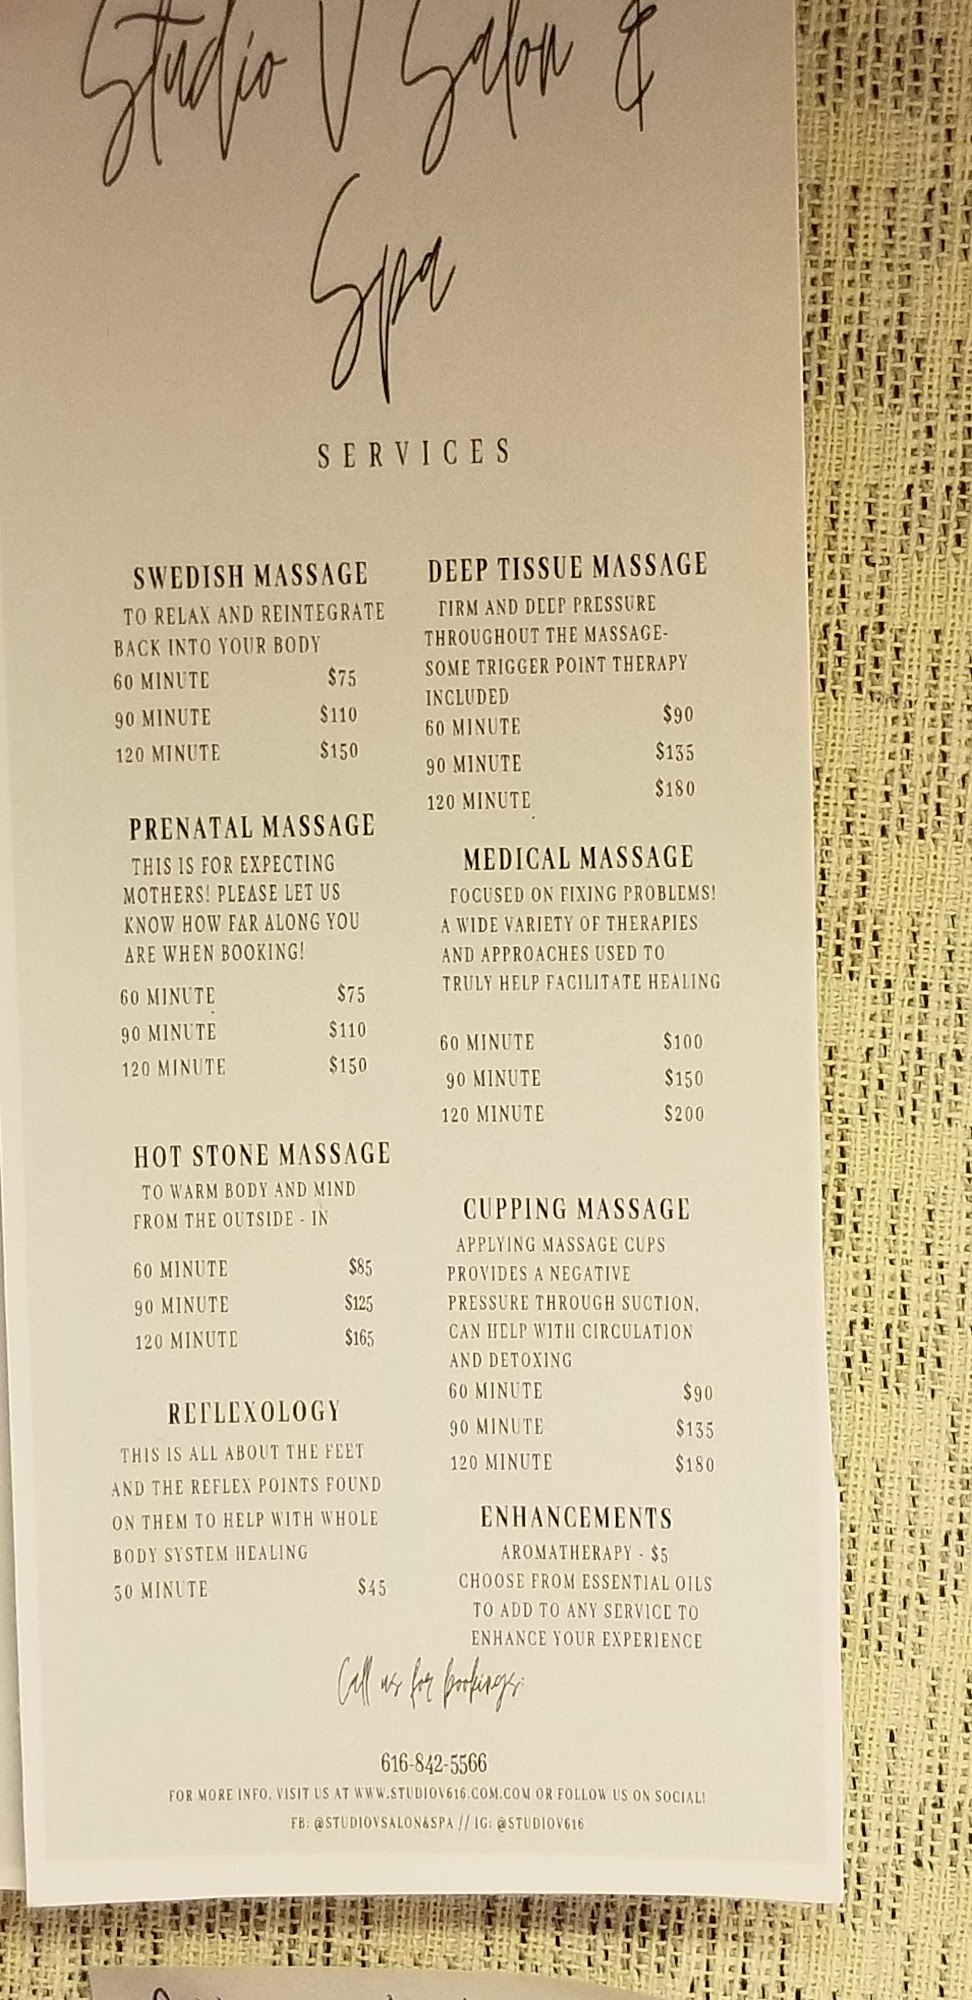 Studio V Salon &
Spa
SERVICES
SWEDISH MASSAGE
TO RELAX AND REINTEGRATE
BACK INTO YOUR BODY
60 MINUTE $75
90 MINUTE $110
120 MINUTE $150
PRENATAL MASSAGE
THIS IS FOR EXPECTING
MOTHERS! PLEASE LET US
KNOW HOW FAR ALONG YOU
ARE WHEN BOOKING!
60 MINUTE $75
90 MINUTE $110
120 MINUTE $150
HOT STONE MASSAGE
TO WARM BODY AND MIND
FROM THE OUTSIDE - IN
60 MINUTE $85
90 MINUTE $125
120 MINUTE $165
REFLEXOLOGY
THIS IS ALL ABOUT THE FEET
AND THE REFLEX POINTS FOUND
ON THEM TO HELP WITH WHOLE
BODY SYSTEM HEALING
30 MINUTE $45
DEEP TISSUE MASSAGE
FIRM AND DEEP PRESSURE
THROUGHOUT THE MASSAGE-
SOME TRIGGER POINT THERAPY
INCLUDED
60 MINUTE $90
90 MINUTE $135
120 MINUTE $180
MEDICAL MASSAGE
FOCUSED ON FIXING PROBLEMS!
A WIDE VARIETY OF THERAPIES
AND APPROACHES USED TO
TRULY HELP FACILITATE HEALING
60 MINUTE $100
90 MINUTE $150
120 MINUTE $200
CUPPING MASSAGE
APPLYING MASSAGE CUPS
PROVIDES A NEGATIVE
PRESSURE THROUGH SUCTION,
CAN HELP WITH CIRCULATION
AND DETOXING
60 MINUTE $90
90 MINUTE $135
120 MINUTE $180
ENHANCEMENTS
AROMATHERAPY - $5
CHOOSE FROM ESSENTIAL OILS
TO ADD TO ANY SERVICE TO
ENHANCE YOUR EXPERIENCE
Call us for bookings:
616-842-5566
FOR MORE INFO, VISIT US AT WWW.STUDIOV616.COM.COM OR FOLLOW US ON SOCIAL!
FB: @STUDIOVSALON&SPA // IG: @STUDIOV616